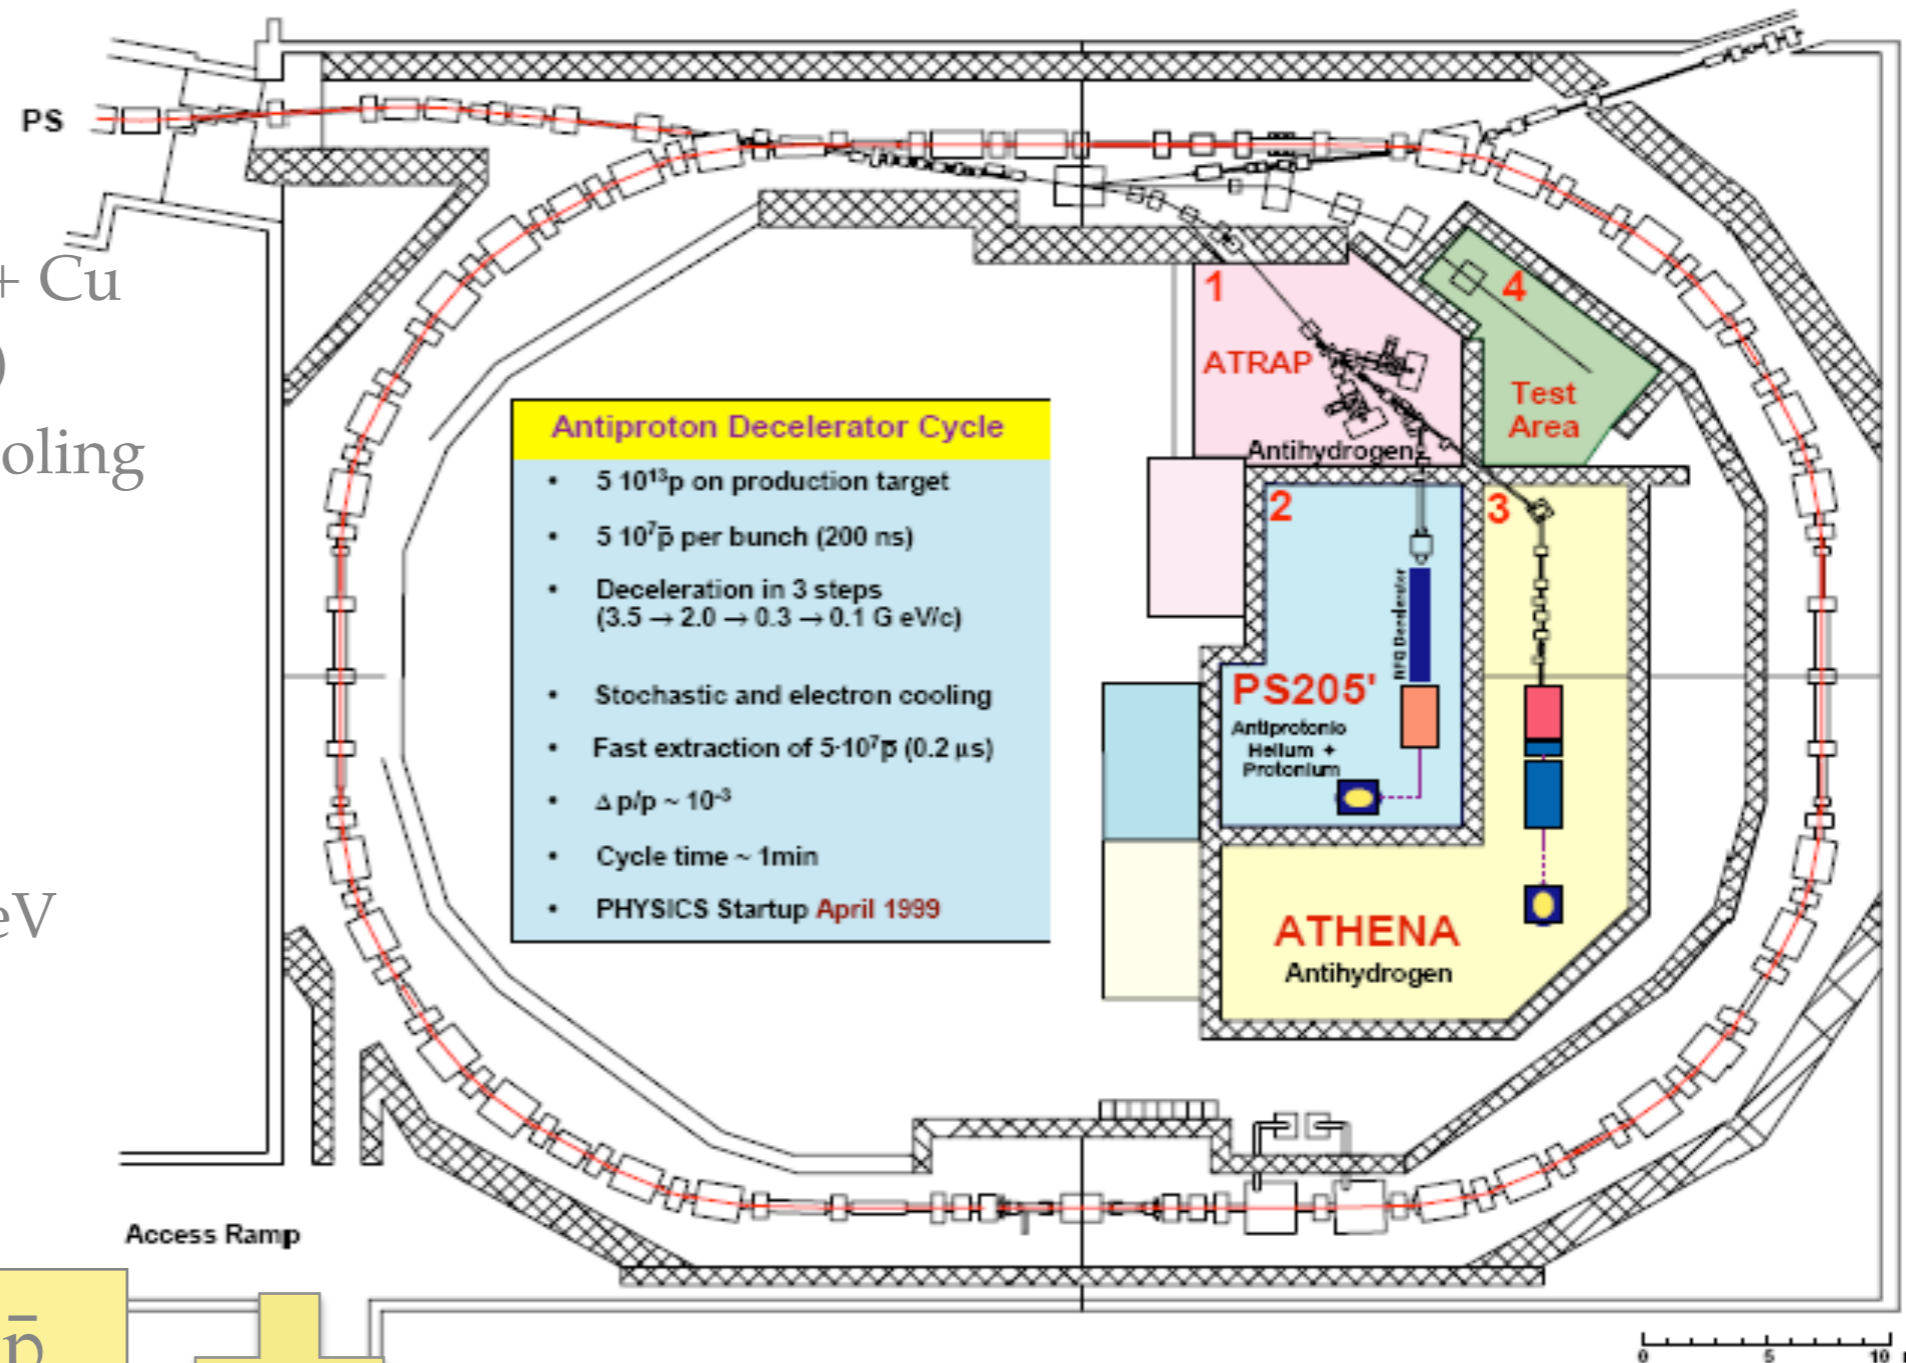 PS
+ Cu
)
ooling
eV
p̄
Antiproton Decelerator Cycle
• 5 10¹³p on production target
• 5 10⁷p̄ per bunch (200 ns)
• Deceleration in 3 steps
(3.5 → 2.0 → 0.3 → 0.1 G eV/c)
• Stochastic and electron cooling
• Fast extraction of 5·10⁷p̄ (0.2 µs)
• Δ p/p ~ 10⁻³
• Cycle time ~ 1min
• PHYSICS Startup April 1999
1
ATRAP
Antihydrogen
4
Test
Area
2
RFQ Decelerator
PS205'
Antiprotonic
Helium +
Protonium
3
ATHENA
Antihydrogen
Access Ramp
0 5 10